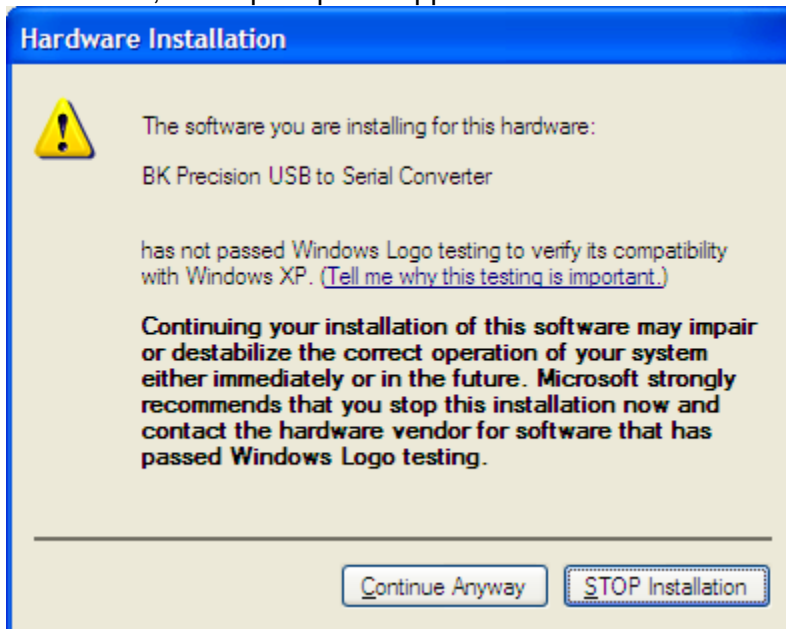 Hardware Installation
The software you are installing for this hardware:
BK Precision USB to Serial Converter
has not passed Windows Logo testing to verify its compatibility
with Windows XP. (Tell me why this testing is important.)
Continuing your installation of this software may impair
or destabilize the correct operation of your system
either immediately or in the future. Microsoft strongly
recommends that you stop this installation now and
contact the hardware vendor for software that has
passed Windows Logo testing.
Continue Anyway STOP Installation